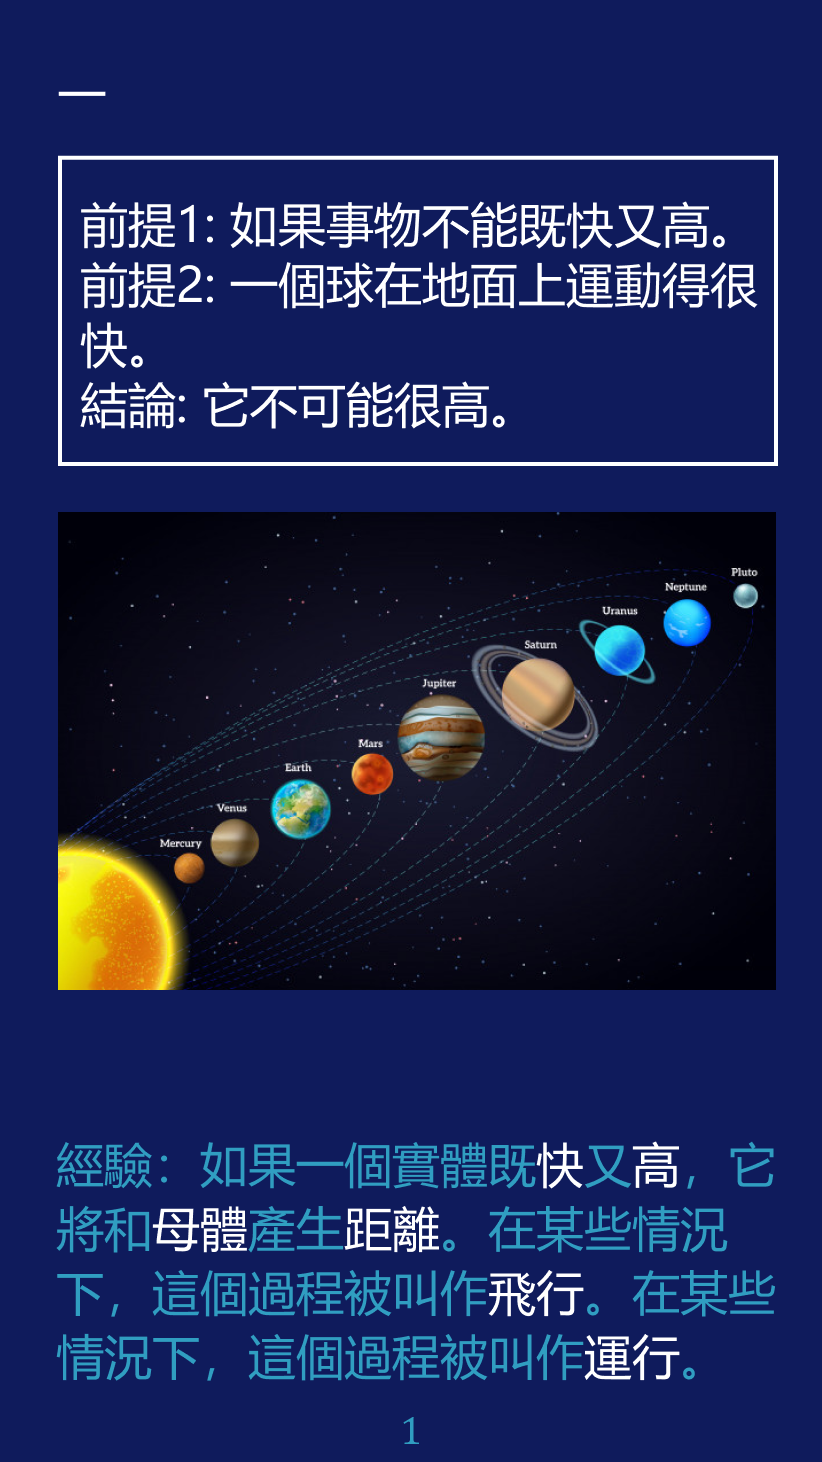 一
前提1: 如果事物不能既快又高。
前提2: 一個球在地面上運動得很
快。
結論: 它不可能很高。
Pluto
Neptune
Uranus
Saturn
Jupiter
Mars
Earth
Venus
Mercury
經驗：如果一個實體既快又高，它
將和母體產生距離。在某些情況
下，這個過程被叫作飛行。在某些
情況下，這個過程被叫作運行。
1